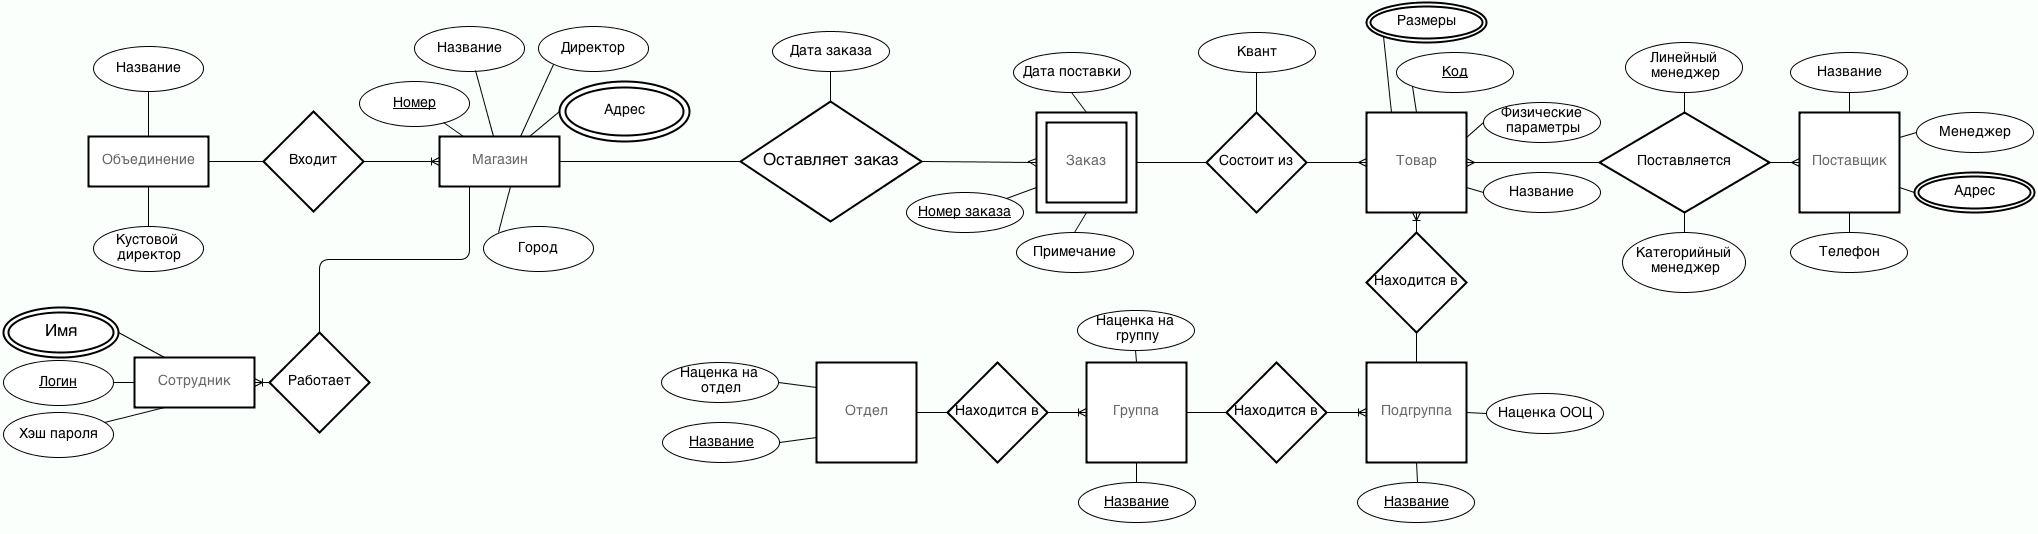 Размеры
Название
Директор
Дата заказа
Квант
Название
Дата поставки
Код
Линейный
менеджер
Название
Номер
Адрес
Физические
параметры
Менеджер
Объединение
Входит
Магазин
Оставляет заказ
Заказ
Состоит из
Товар
Поставляется
Поставщик
Название
Адрес
Номер заказа
Кустовой
директор
Город
Примечание
Категорийный
менеджер
Телефон
Находится в
Имя
Наценка на
группу
Логин
Сотрудник
Работает
Наценка на
отдел
Отдел
Находится в
Группа
Находится в
Подгруппа
Наценка ООЦ
Хэш пароля
Название
Название
Название